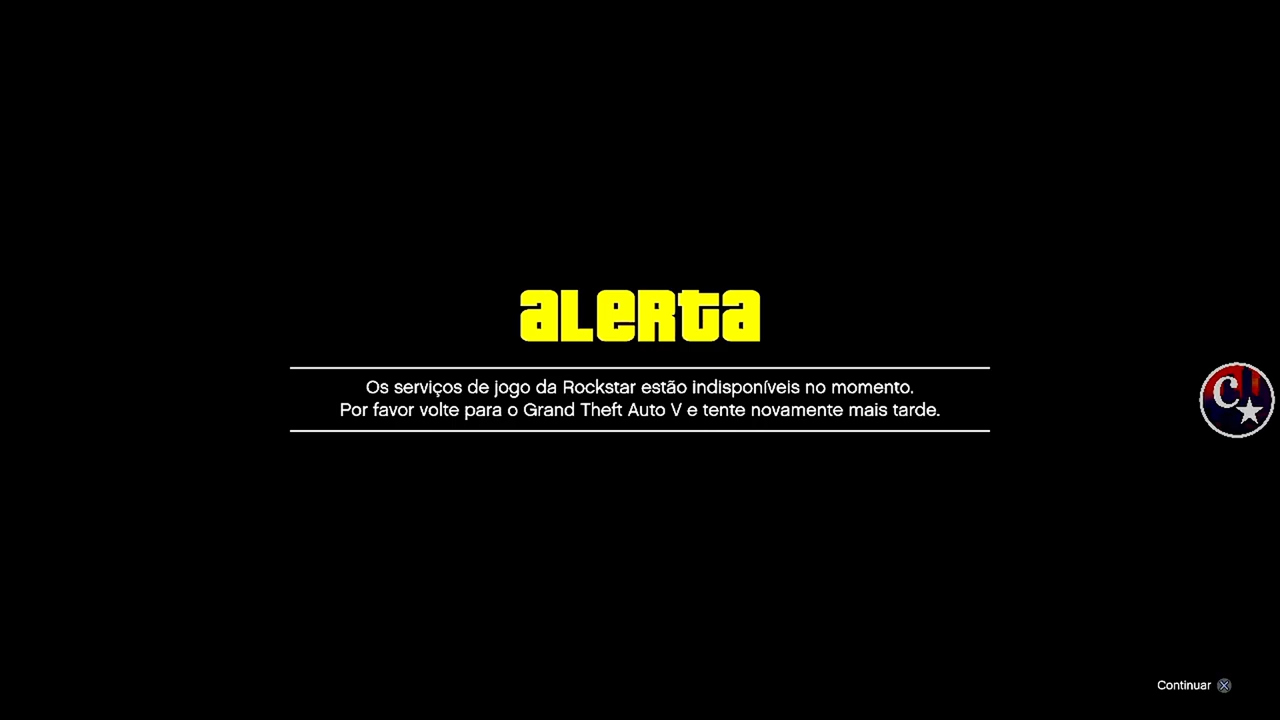 ALERTA
Os serviços de jogo da Rockstar estão indisponíveis no momento.
Por favor volte para o Grand Theft Auto V e tente novamente mais tarde.
C
Continuar